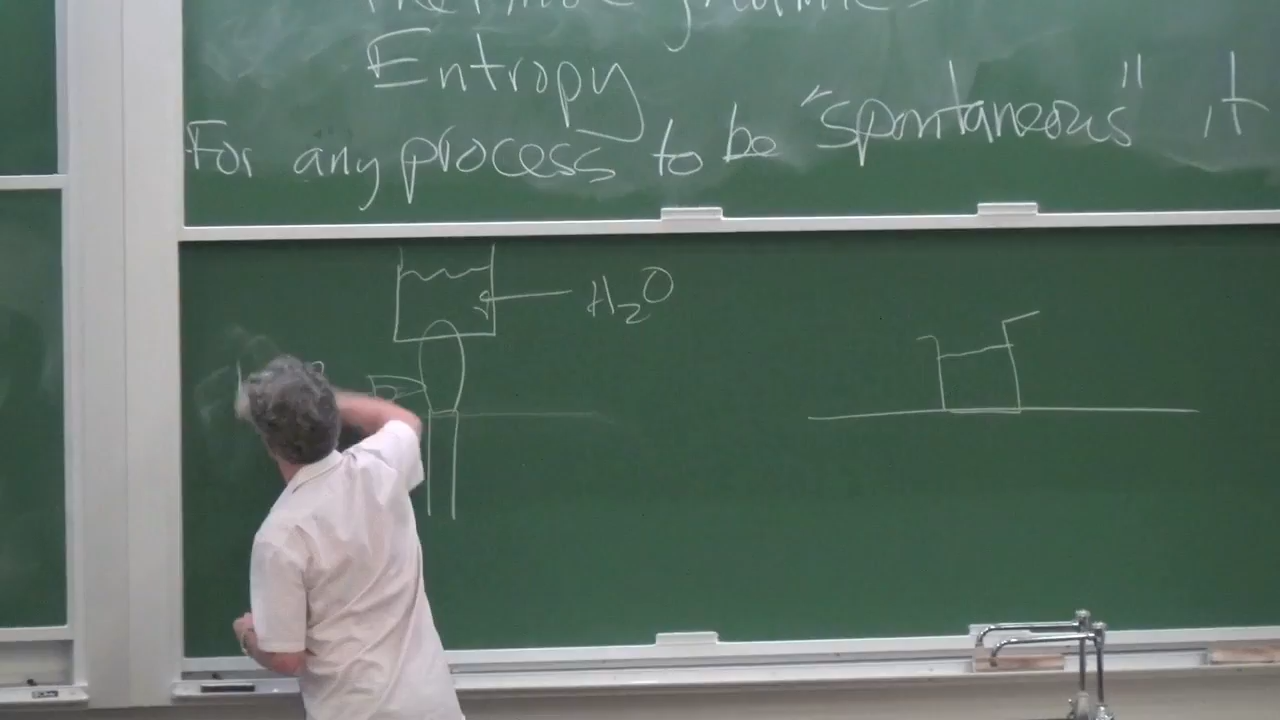 Entropy
For any process to be "spontaneous" it
H₂O